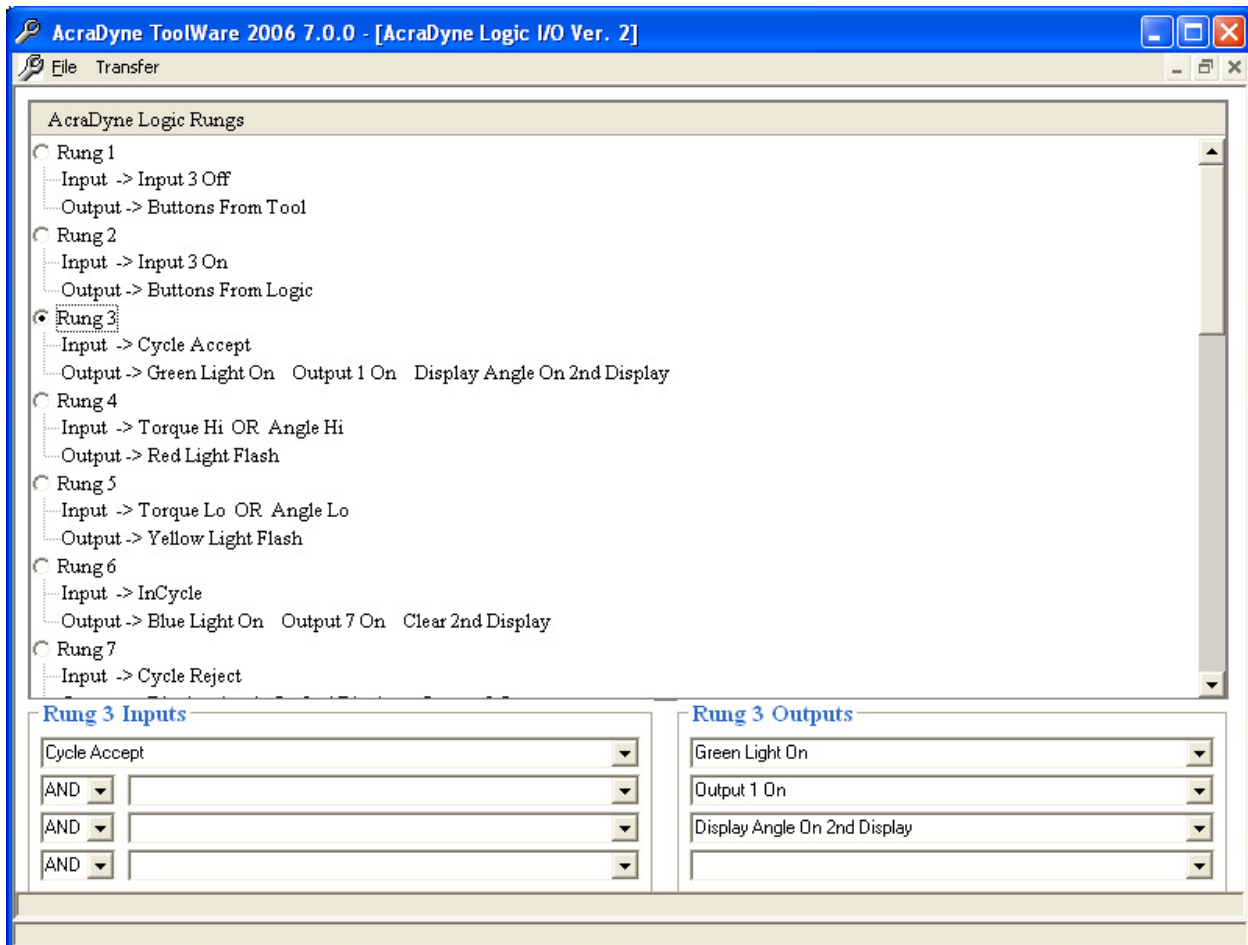 AcraDyne ToolWare 2006 7.0.0 - [AcraDyne Logic I/O Ver. 2]
File Transfer
AcraDyne Logic Rungs
Rung 1
Input -> Input 3 Off
Output -> Buttons From Tool
Rung 2
Input -> Input 3 On
Output -> Buttons From Logic
Rung 3
Input -> Cycle Accept
Output -> Green Light On Output 1 On Display Angle On 2nd Display
Rung 4
Input -> Torque Hi OR Angle Hi
Output -> Red Light Flash
Rung 5
Input -> Torque Lo OR Angle Lo
Output -> Yellow Light Flash
Rung 6
Input -> InCycle
Output -> Blue Light On Output 7 On Clear 2nd Display
Rung 7
Input -> Cycle Reject
Rung 3 Inputs
Cycle Accept
AND
AND
AND
Rung 3 Outputs
Green Light On
Output 1 On
Display Angle On 2nd Display